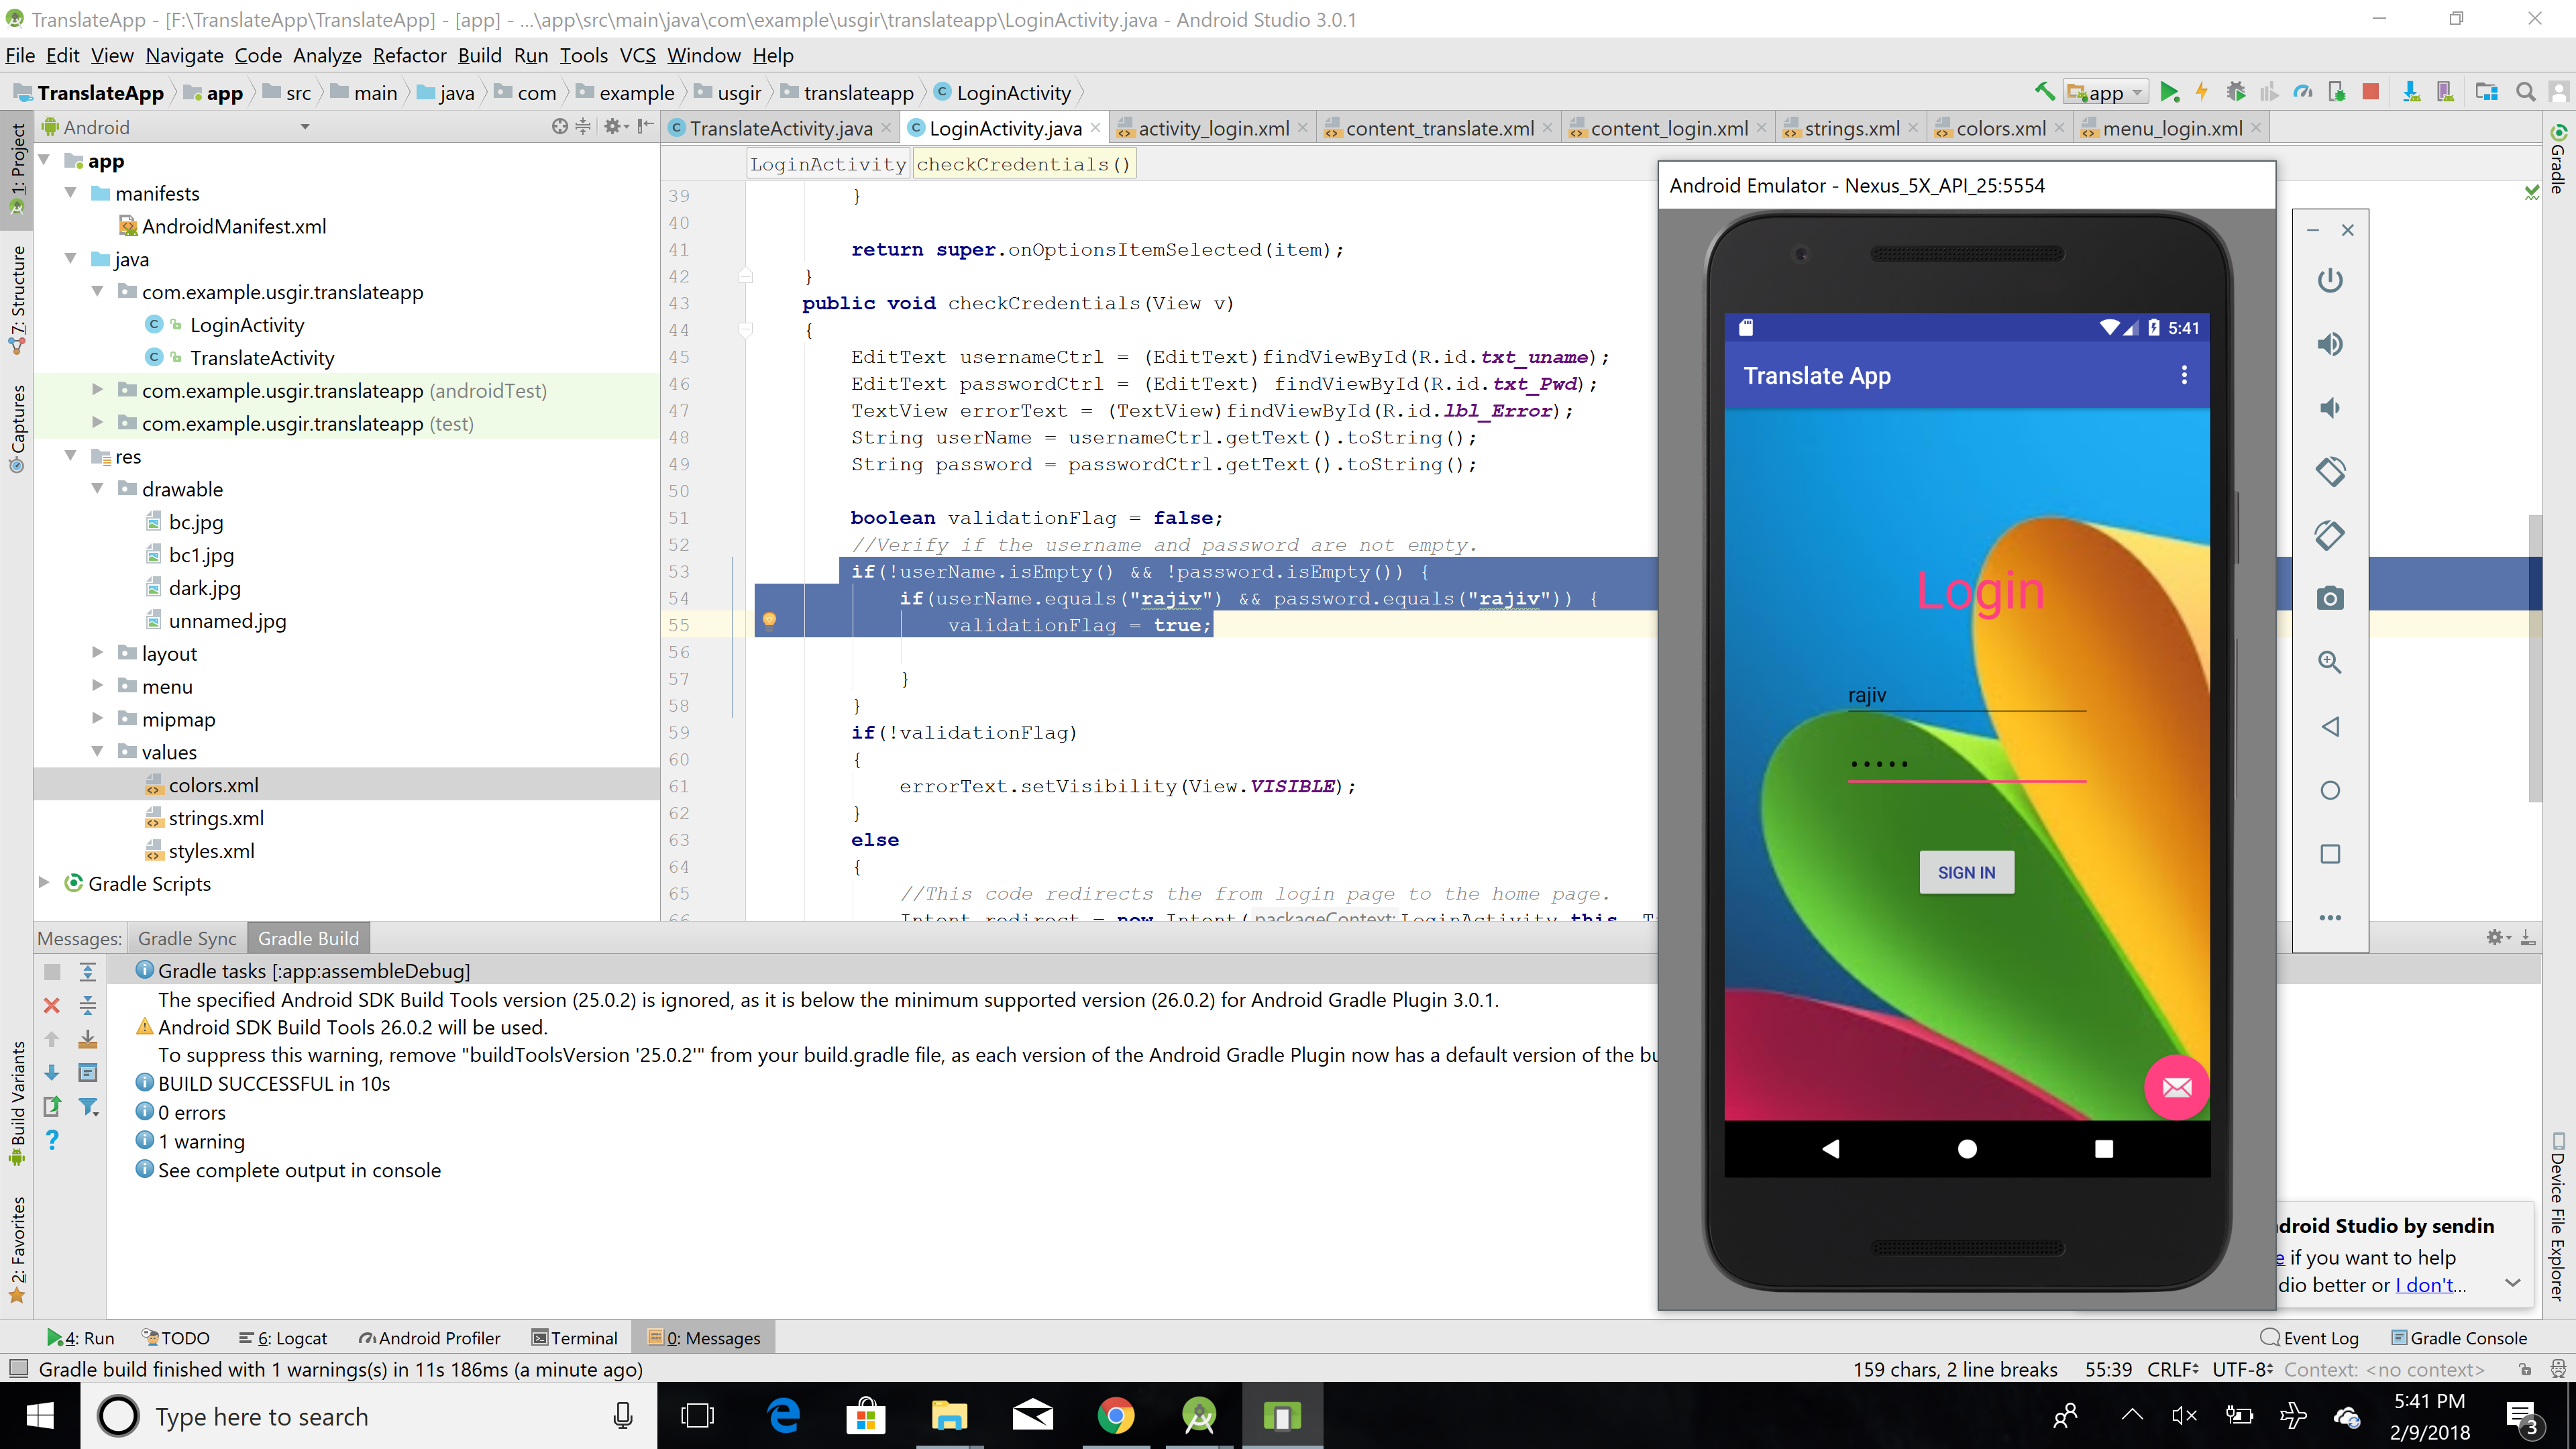 TranslateApp - [F:\TranslateApp\TranslateApp] - [app] - ...\app\src\main\java\com\example\usgir\translateapp\LoginActivity.java - Android Studio 3.0.1
File Edit View Navigate Code Analyze Refactor Build Run Tools VCS Window Help
TranslateApp app src main java com example usgir translateapp LoginActivity
app
Android
TranslateActivity.java LoginActivity.java activity_login.xml content_translate.xml content_login.xml strings.xml colors.xml menu_login.xml
LoginActivity checkCredentials()
1: Project
7: Structure
Captures
Build Variants
2: Favorites
app
manifests
AndroidManifest.xml
java
com.example.usgir.translateapp
LoginActivity
TranslateActivity
com.example.usgir.translateapp (androidTest)
com.example.usgir.translateapp (test)
res
drawable
bc.jpg
bc1.jpg
dark.jpg
unnamed.jpg
layout
menu
mipmap
values
colors.xml
strings.xml
styles.xml
Gradle Scripts
39 }
40
41 return super.onOptionsItemSelected(item);
42 }
43 public void checkCredentials(View v)
44 {
45 EditText usernameCtrl = (EditText)findViewById(R.id.txt_uname);
46 EditText passwordCtrl = (EditText) findViewById(R.id.txt_Pwd);
47 TextView errorText = (TextView)findViewById(R.id.lbl_Error);
48 String userName = usernameCtrl.getText().toString();
49 String password = passwordCtrl.getText().toString();
50
51 boolean validationFlag = false;
52 //Verify if the username and password are not empty.
53 if(!userName.isEmpty() && !password.isEmpty()) {
54 if(userName.equals("rajiv") && password.equals("rajiv")) {
55 validationFlag = true;
56
57 }
58 }
59 if(!validationFlag)
60 {
61 errorText.setVisibility(View.VISIBLE);
62 }
63 else
64 {
65 //This code redirects the from login page to the home page.
66 Intent redirect = new Intent( packageContext: LoginActivity.this, T
Android Emulator - Nexus_5X_API_25:5554
5:41
Translate App
Login
rajiv
SIGN IN
Gradle
Device File Explorer
Messages: Gradle Sync Gradle Build
Gradle tasks [:app:assembleDebug]
The specified Android SDK Build Tools version (25.0.2) is ignored, as it is below the minimum supported version (26.0.2) for Android Gradle Plugin 3.0.1.
Android SDK Build Tools 26.0.2 will be used.
To suppress this warning, remove "buildToolsVersion '25.0.2'" from your build.gradle file, as each version of the Android Gradle Plugin now has a default version of the bu
BUILD SUCCESSFUL in 10s
0 errors
1 warning
See complete output in console
droid Studio by sendin
e if you want to help
dio better or I don't...
4: Run TODO 6: Logcat Android Profiler Terminal 0: Messages Event Log Gradle Console
Gradle build finished with 1 warnings(s) in 11s 186ms (a minute ago) 159 chars, 2 line breaks 55:39 CRLF UTF-8 Context: <no context>
Type here to search
5:41 PM
2/9/2018
3